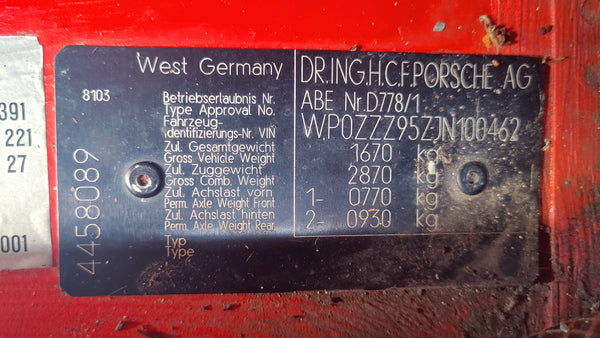 391
221
27
001
West Germany
8103
4458089
Betriebserlaubnis Nr.
Type Approval No.
Fahrzeug-
Identifizierungs-Nr. VIN
Zul. Gesamtgewicht
Gross Vehicle Weight
Zul. Zuggewicht
Gross Comb. Weight
Zul. Achslast vorn
Perm. Axle Weight Front
Zul. Achslast hinten
Perm. Axle Weight Rear
Typ
Type
DR.ING.H.C.F.PORSCHE AG
ABE Nr.D778/1
WP0ZZZ95ZJN100462
1670 kg
2870 kg
1- 0770 kg
2- 0930 kg